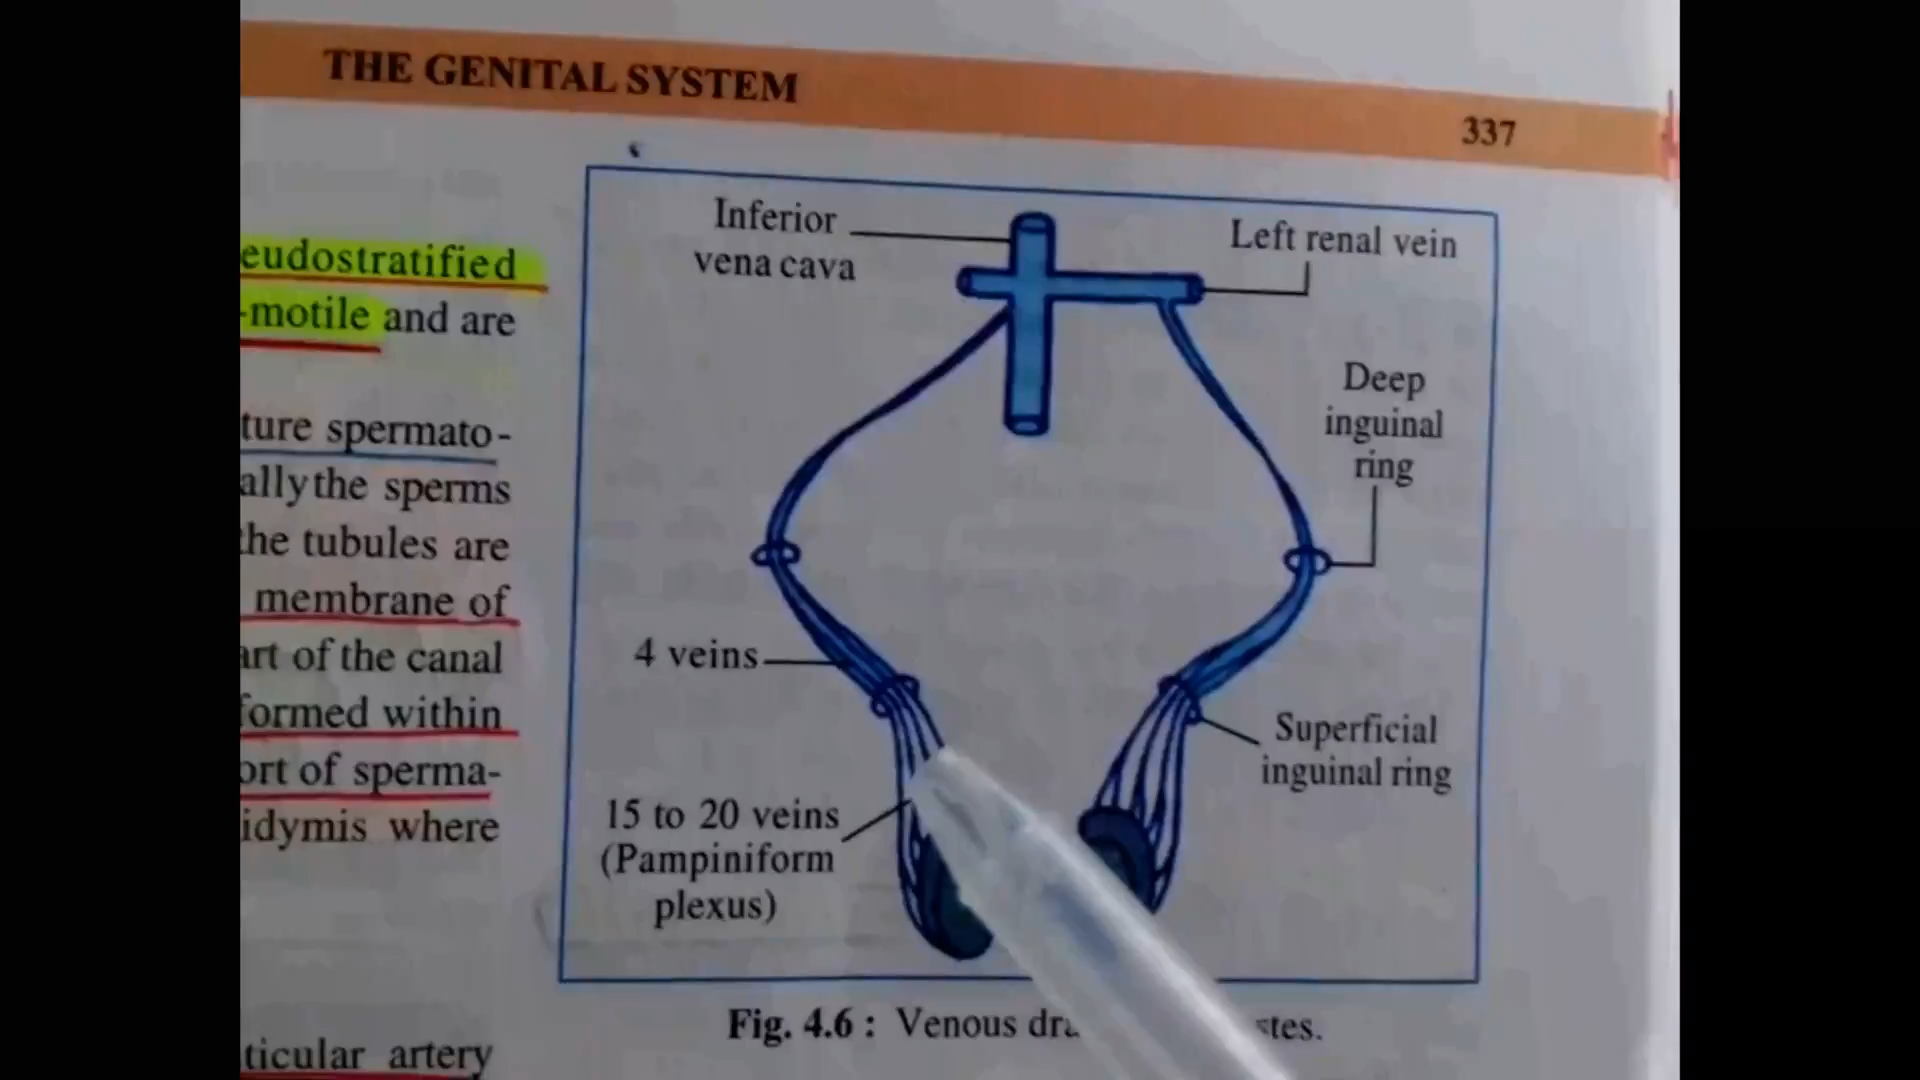 THE GENITAL SYSTEM
337
eudostratified
-motile and are
ture spermato-
ally the sperms
the tubules are
membrane of
art of the canal
formed within
ort of sperma-
idymis where
ticular artery
Inferior
vena cava
Left renal vein
Deep
inguinal
ring
4 veins
Superficial
inguinal ring
15 to 20 veins
(Pampiniform
plexus)
Fig. 4.6 : Venous dra stes.